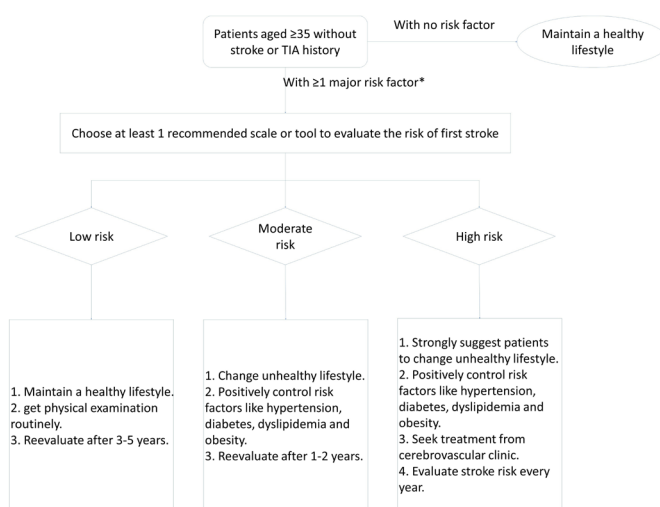 Patients aged ≥35 without
stroke or TIA history
With no risk factor
Maintain a healthy
lifestyle
With ≥1 major risk factor*
Choose at least 1 recommended scale or tool to evaluate the risk of first stroke
Low risk
Moderate
risk
High risk
1. Maintain a healthy lifestyle.
2. get physical examination
routinely.
3. Reevaluate after 3-5 years.
1. Change unhealthy lifestyle.
2. Positively control risk
factors like hypertension,
diabetes, dyslipidemia and
obesity.
3. Reevaluate after 1-2 years.
1. Strongly suggest patients
to change unhealthy lifestyle.
2. Positively control risk
factors like hypertension,
diabetes, dyslipidemia and
obesity.
3. Seek treatment from
cerebrovascular clinic.
4. Evaluate stroke risk every
year.